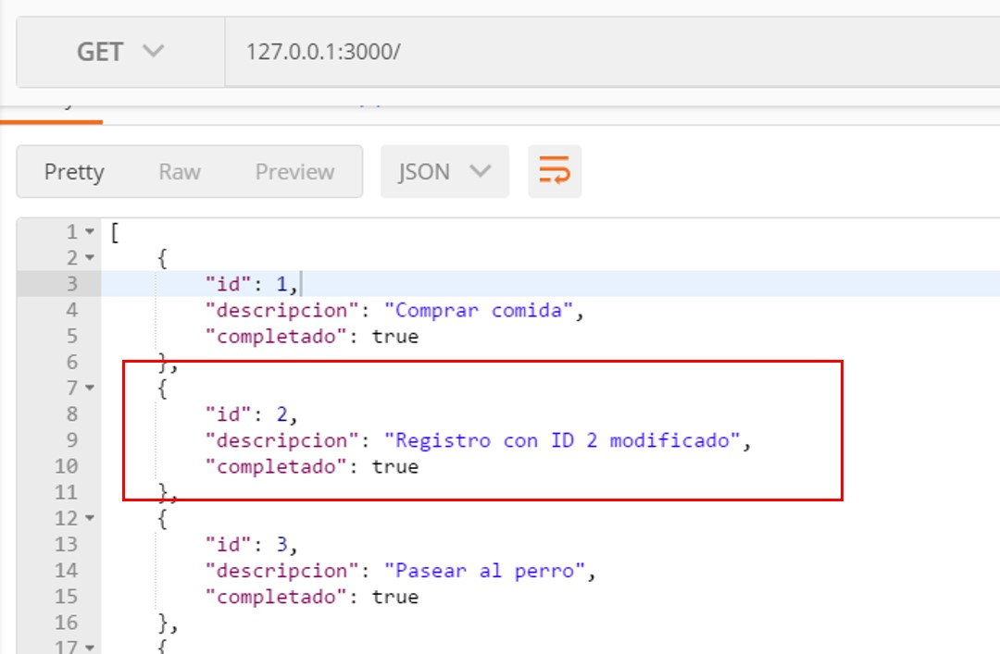 GET 127.0.0.1:3000/
Pretty Raw Preview JSON
1 [
2 {
3 "id": 1,
4 "descripcion": "Comprar comida",
5 "completado": true
6 },
7 {
8 "id": 2,
9 "descripcion": "Registro con ID 2 modificado",
10 "completado": true
11 },
12 {
13 "id": 3,
14 "descripcion": "Pasear al perro",
15 "completado": true
16 },
17 {